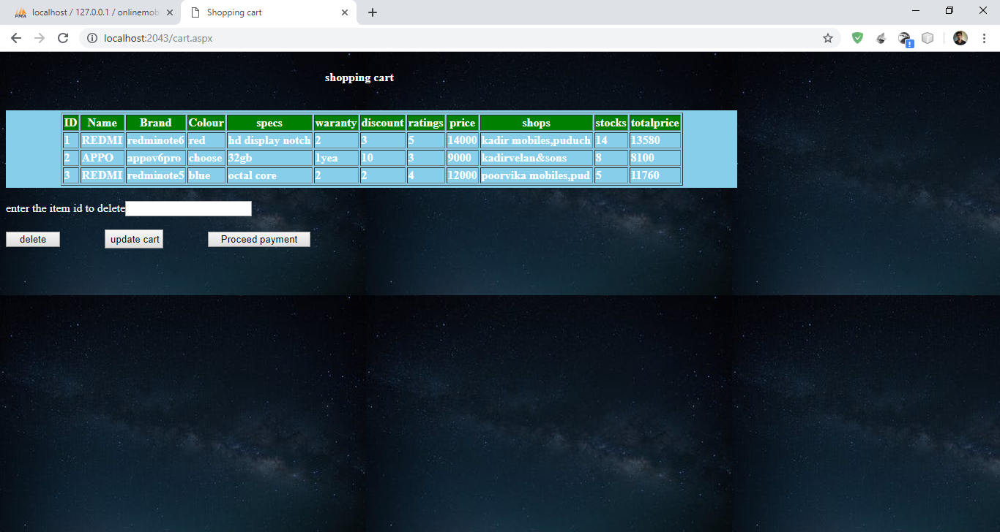 localhost / 127.0.0.1 / onlinemob
Shopping cart
localhost:2043/cart.aspx
shopping cart
ID Name Brand Colour specs waranty discount ratings price shops stocks totalprice
1 REDMI redminote6 red hd display notch 2 3 5 14000 kadir mobiles,puduch 14 13580
2 APPO appov6pro choose 32gb 1yea 10 3 9000 kadirvelan&sons 8 8100
3 REDMI redminote5 blue octal core 2 2 4 12000 poorvika mobiles,pud 5 11760
enter the item id to delete
delete update cart Proceed payment